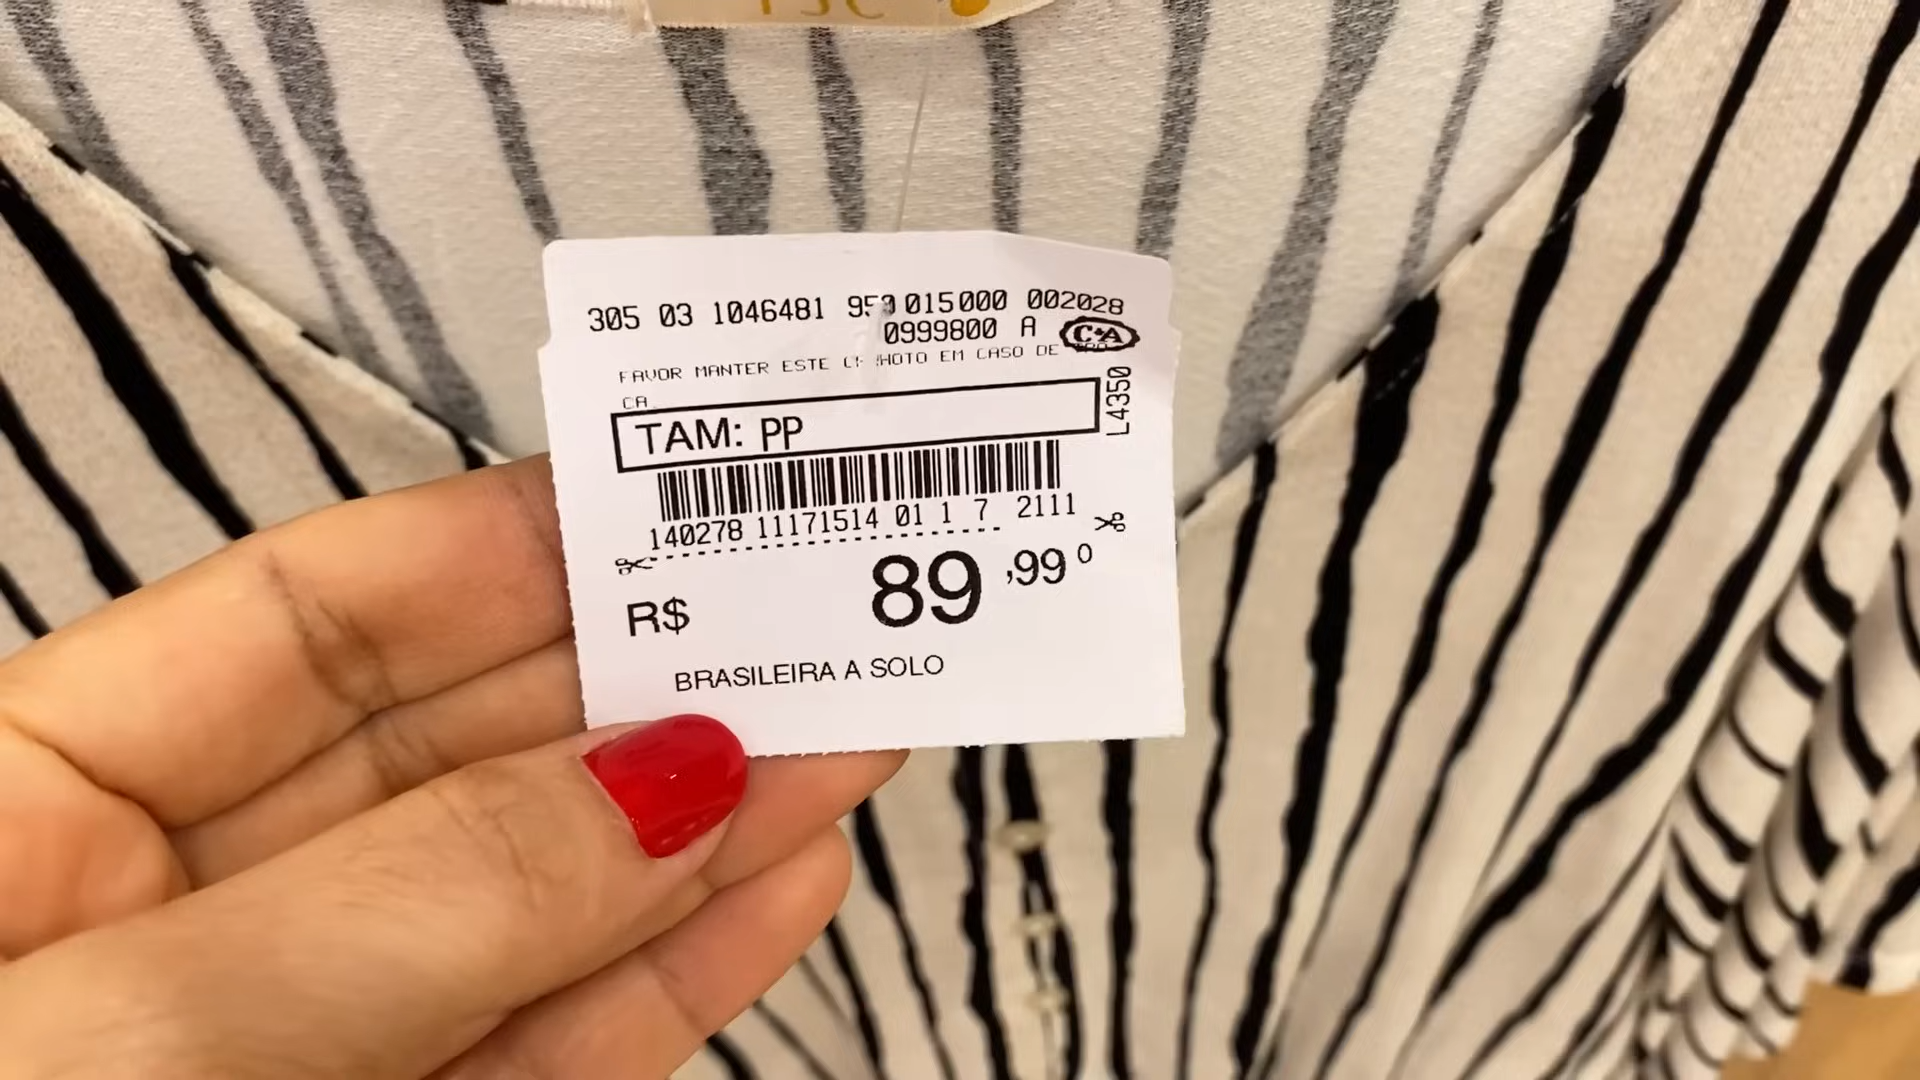 305 03 1046481 015000 002028
0999800 A C&A
FAVOR MANTER ESTE EM CASO DE
CA
L4350
TAM: PP
140278 11171514 01 1 7 2111
R$ 89,99 0
BRASILEIRA A SOLO